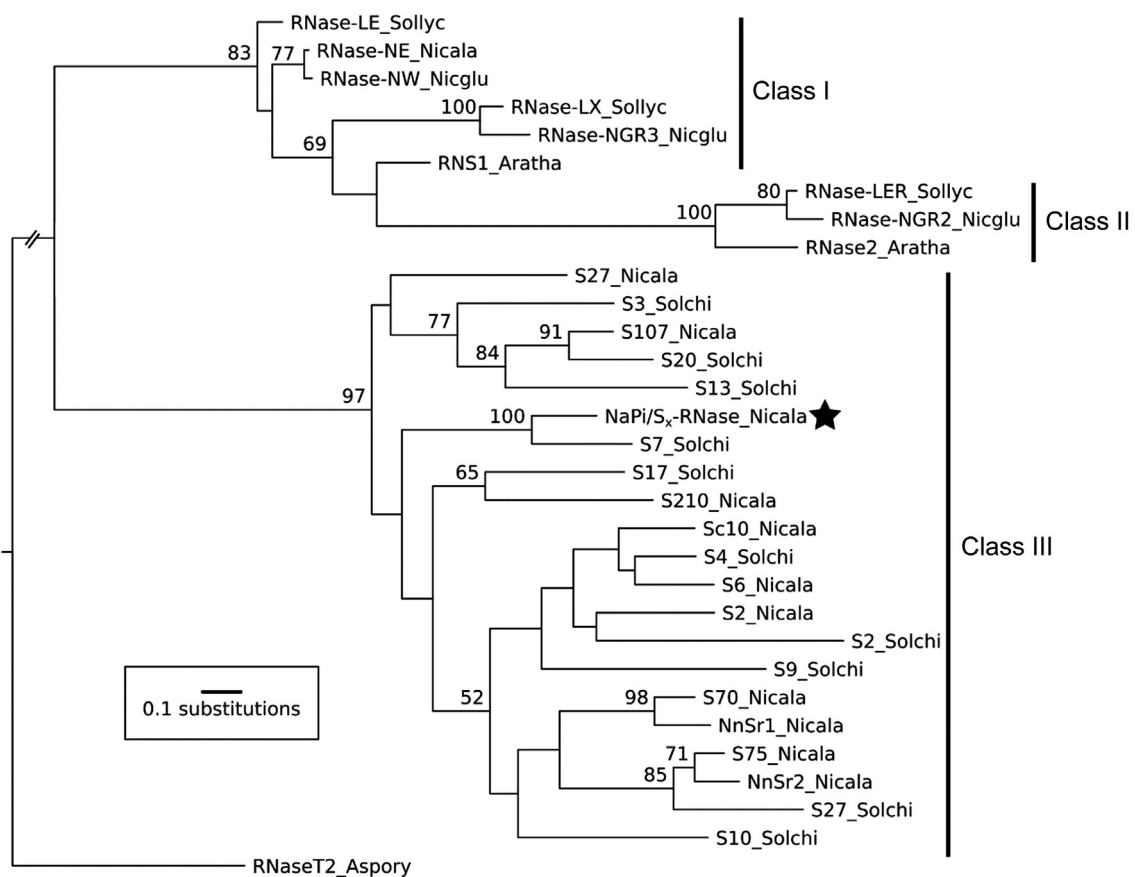 RNase-LE_Sollyc
83
77
RNase-NE_Nicala
RNase-NW_Nicglu
Class I
100
RNase-LX_Sollyc
RNase-NGR3_Nicglu
69
RNS1_Aratha
80
RNase-LER_Sollyc
100
RNase-NGR2_Nicglu
Class II
RNase2_Aratha
S27_Nicala
S3_Solchi
77
91
S107_Nicala
84
S20_Solchi
S13_Solchi
97
100
NaPi/Sx-RNase_Nicala
S7_Solchi
65
S17_Solchi
S210_Nicala
Sc10_Nicala
Class III
S4_Solchi
S6_Nicala
S2_Nicala
S2_Solchi
S9_Solchi
52
98
S70_Nicala
0.1 substitutions
NnSr1_Nicala
71
S75_Nicala
85
NnSr2_Nicala
S27_Solchi
S10_Solchi
RNaseT2_Aspory